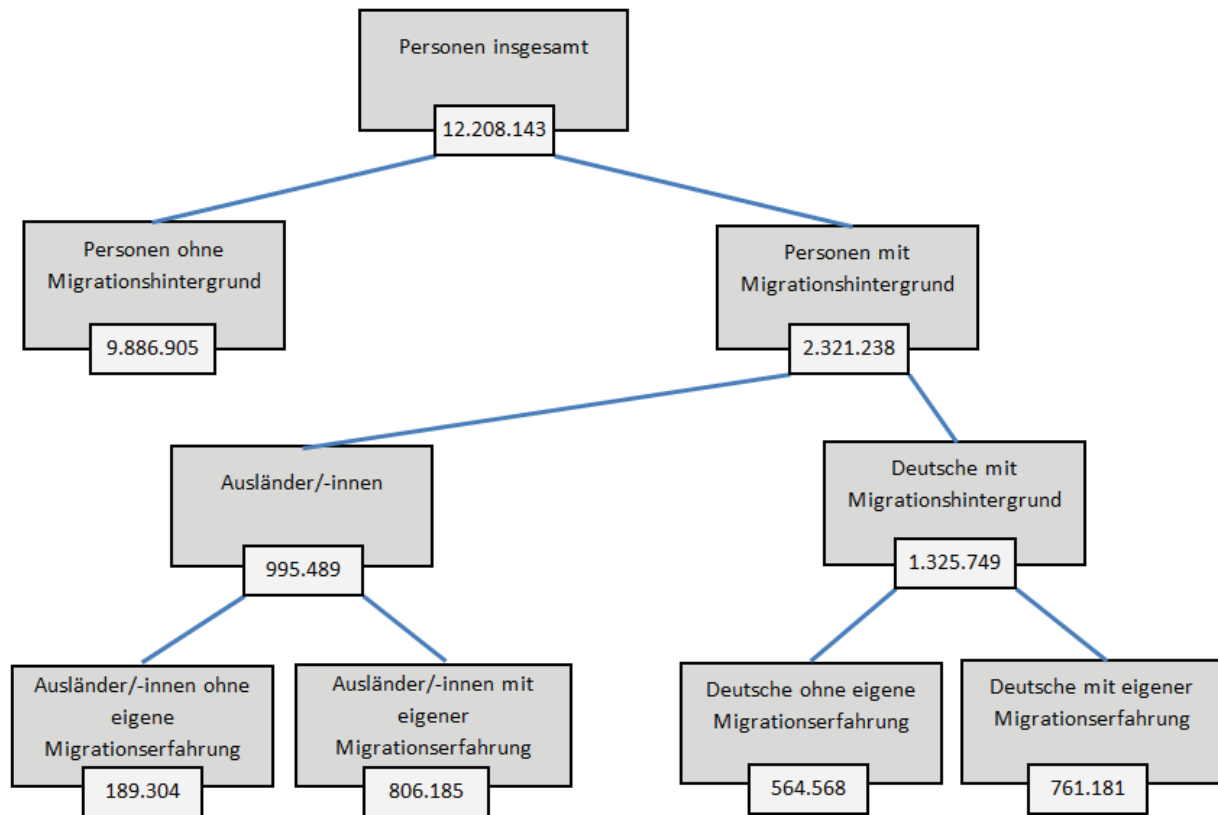 Personen insgesamt
12.208.143
Personen ohne
Migrationshintergrund
9.886.905
Personen mit
Migrationshintergrund
2.321.238
Ausländer/-innen
995.489
Deutsche mit
Migrationshintergrund
1.325.749
Ausländer/-innen ohne
eigene
Migrationserfahrung
189.304
Ausländer/-innen mit
eigener
Migrationserfahrung
806.185
Deutsche ohne eigene
Migrationserfahrung
564.568
Deutsche mit eigener
Migrationserfahrung
761.181